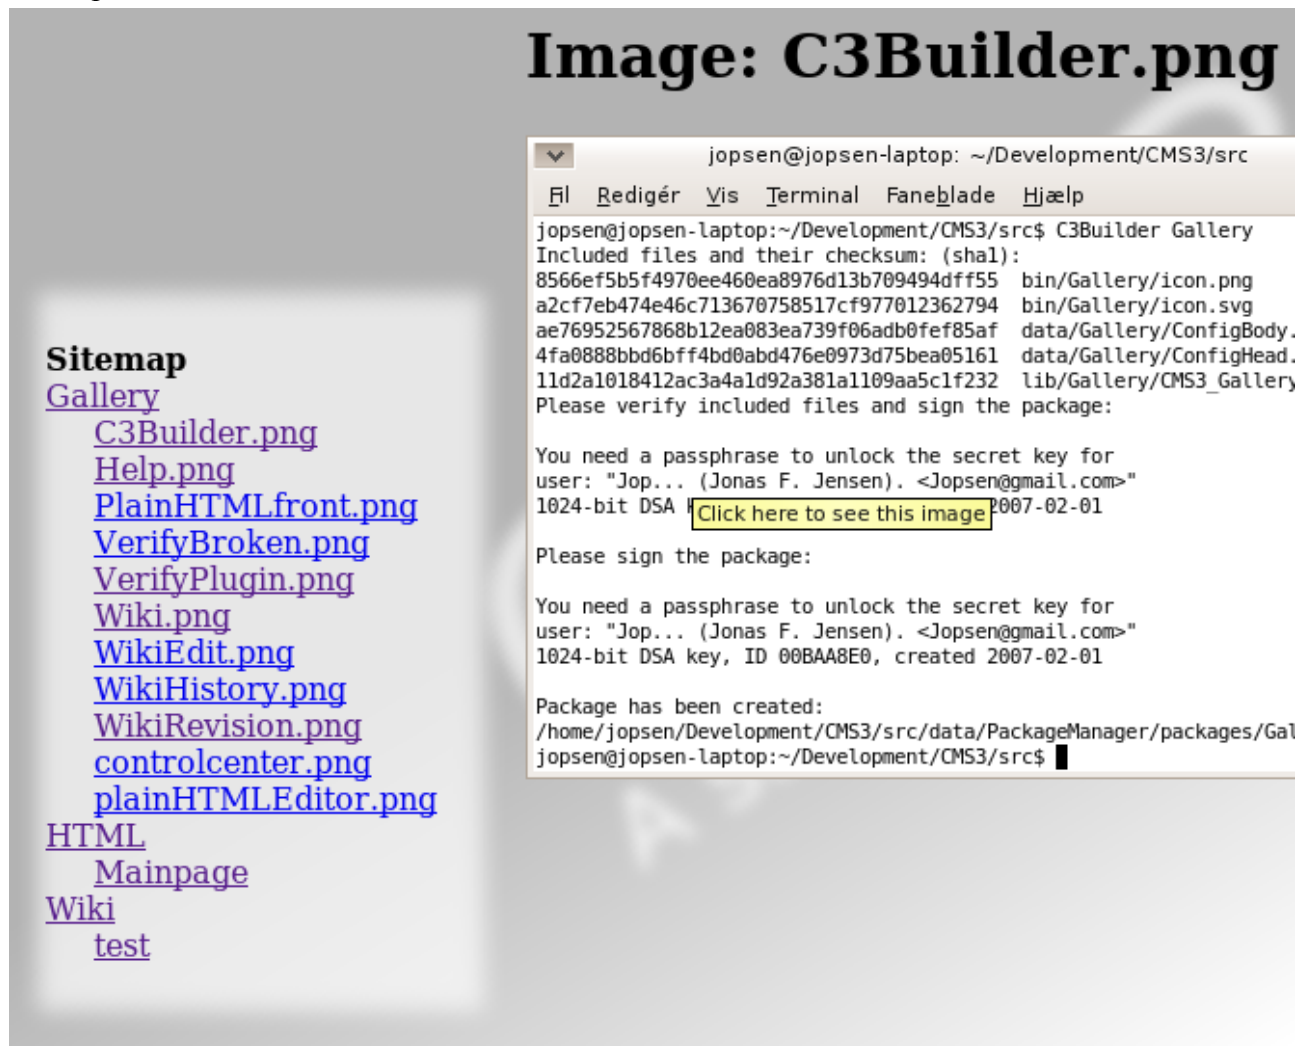 Image: C3Builder.png
jopsen@jopsen-laptop: ~/Development/CMS3/src
Fil Redigér Vis Terminal Faneblade Hjælp
jopsen@jopsen-laptop:~/Development/CMS3/src$ C3Builder Gallery
Included files and their checksum: (sha1):
8566ef5b5f4970ee460ea8976d13b709494dff55 bin/Gallery/icon.png
a2cf7eb474e46c713670758517cf977012362794 bin/Gallery/icon.svg
ae76952567868b12ea083ea739f06adb0fef85af data/Gallery/ConfigBody.
4fa0888bbd6bff4bd0abd476e0973d75bea05161 data/Gallery/ConfigHead.
11d2a1018412ac3a4a1d92a381a1109aa5c1f232 lib/Gallery/CMS3_Gallery
Please verify included files and sign the package:
You need a passphrase to unlock the secret key for
user: "Jop... (Jonas F. Jensen). <Jopsen@gmail.com>"
1024-bit DSA 2007-02-01
Click here to see this image
Please sign the package:
You need a passphrase to unlock the secret key for
user: "Jop... (Jonas F. Jensen). <Jopsen@gmail.com>"
1024-bit DSA key, ID 00BAA8E0, created 2007-02-01
Package has been created:
/home/jopsen/Development/CMS3/src/data/PackageManager/packages/Gal
jopsen@jopsen-laptop:~/Development/CMS3/src$
Sitemap
Gallery
C3Builder.png
Help.png
PlainHTMLfront.png
VerifyBroken.png
VerifyPlugin.png
Wiki.png
WikiEdit.png
WikiHistory.png
WikiRevision.png
controlcenter.png
plainHTMLEditor.png
HTML
Mainpage
Wiki
test